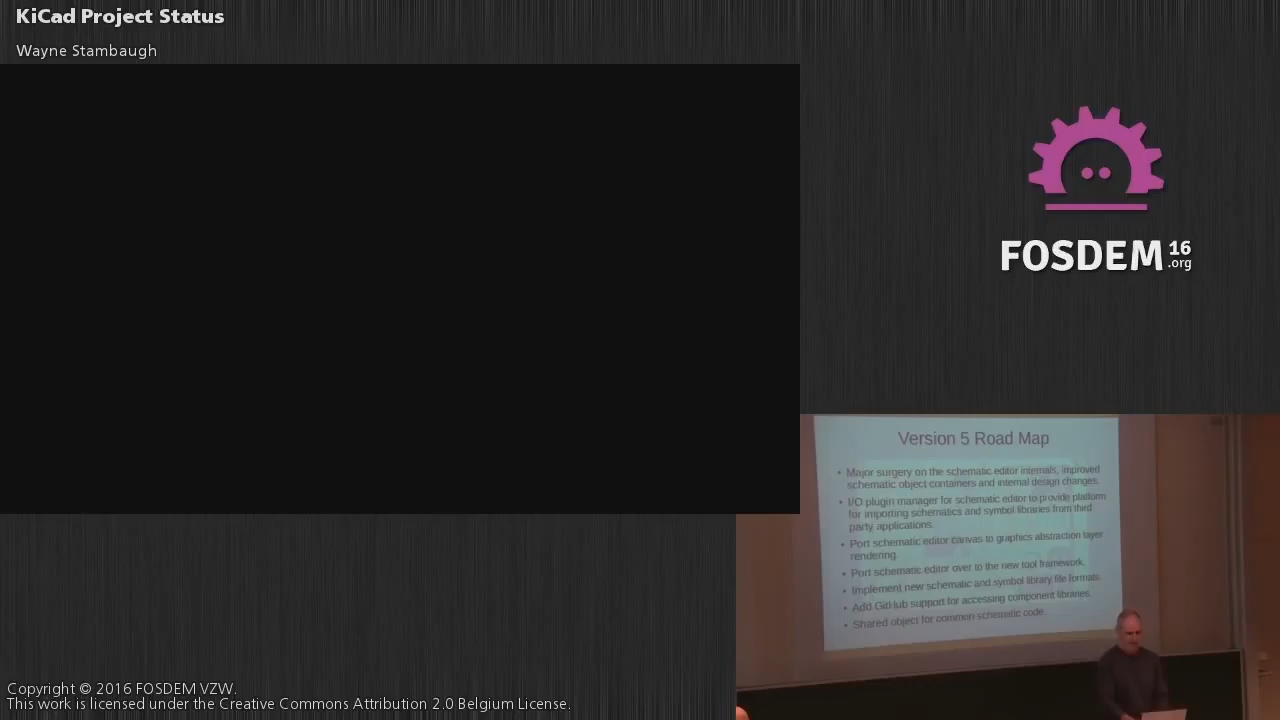 KiCad Project Status
Wayne Stambaugh
FOSDEM 16
.org
Version 5 Road Map
• Major surgery on the schematic editor internals, improved
schematic object containers and internal design changes.
• I/O plugin manager for schematic editor to provide platform
for importing schematics and symbol libraries from third
party applications.
• Port schematic editor canvas to graphics abstraction layer
rendering.
• Port schematic editor over to the new tool framework.
• Implement new schematic and symbol library file formats.
• Add GitHub support for accessing component libraries.
• Shared object for common schematic code.
Copyright © 2016 FOSDEM VZW.
This work is licensed under the Creative Commons Attribution 2.0 Belgium License.